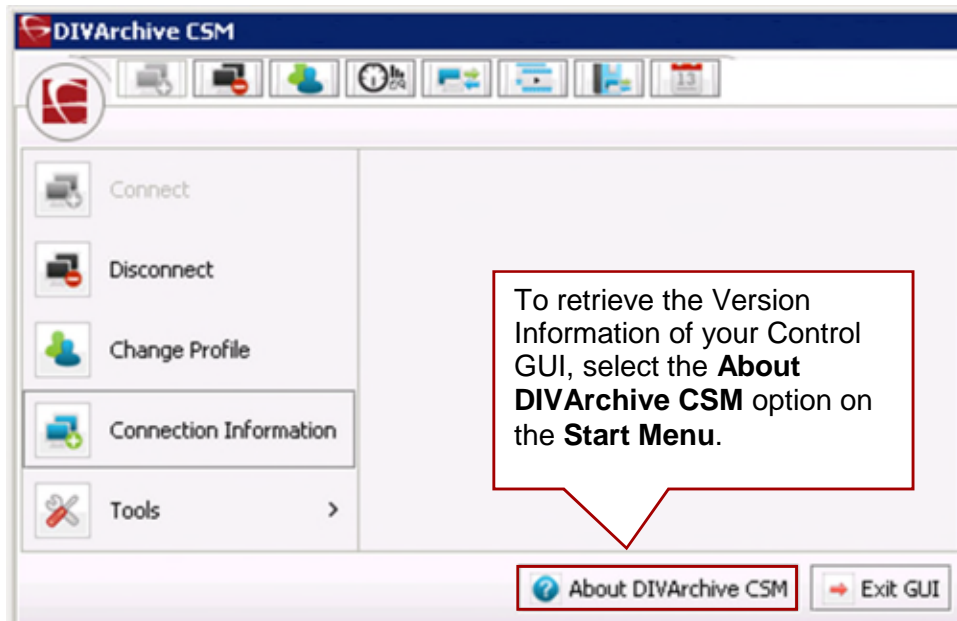 DIVArchive CSM
13
Connect
Disconnect
Change Profile
Connection Information
Tools
To retrieve the Version
Information of your Control
GUI, select the About
DIVArchive CSM option on
the Start Menu.
About DIVArchive CSM
Exit GUI